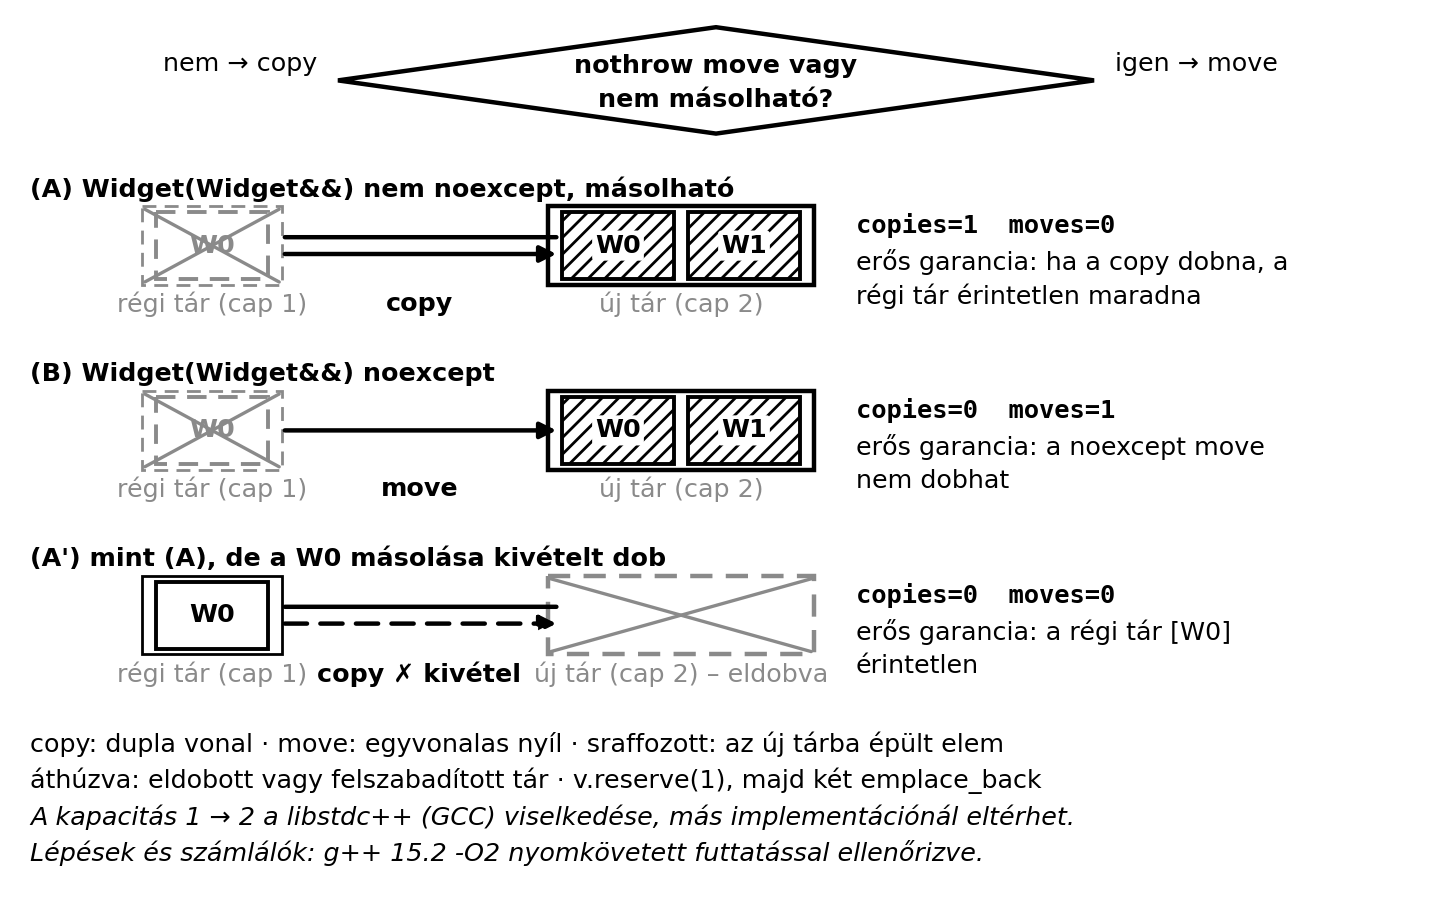 nem → copy
nothrow move vagy
nem másolható?
igen → move
(A) Widget(Widget&&) nem noexcept, másolható
W0
W0
W1
régi tár (cap 1)
copy
új tár (cap 2)
copies=1 moves=0
erős garancia: ha a copy dobna, a
régi tár érintetlen maradna
(B) Widget(Widget&&) noexcept
W0
W0
W1
régi tár (cap 1)
move
új tár (cap 2)
copies=0 moves=1
erős garancia: a noexcept move
nem dobhat
(A') mint (A), de a W0 másolása kivételt dob
W0
régi tár (cap 1)
copy ✗ kivétel
új tár (cap 2) – eldobva
copies=0 moves=0
erős garancia: a régi tár [W0]
érintetlen
copy: dupla vonal · move: egyvonalas nyíl · sraffozott: az új tárba épült elem
áthúzva: eldobott vagy felszabadított tár · v.reserve(1), majd két emplace_back
A kapacitás 1 → 2 a libstdc++ (GCC) viselkedése, más implementációnál eltérhet.
Lépések és számlálók: g++ 15.2 -O2 nyomkövetett futtatással ellenőrizve.